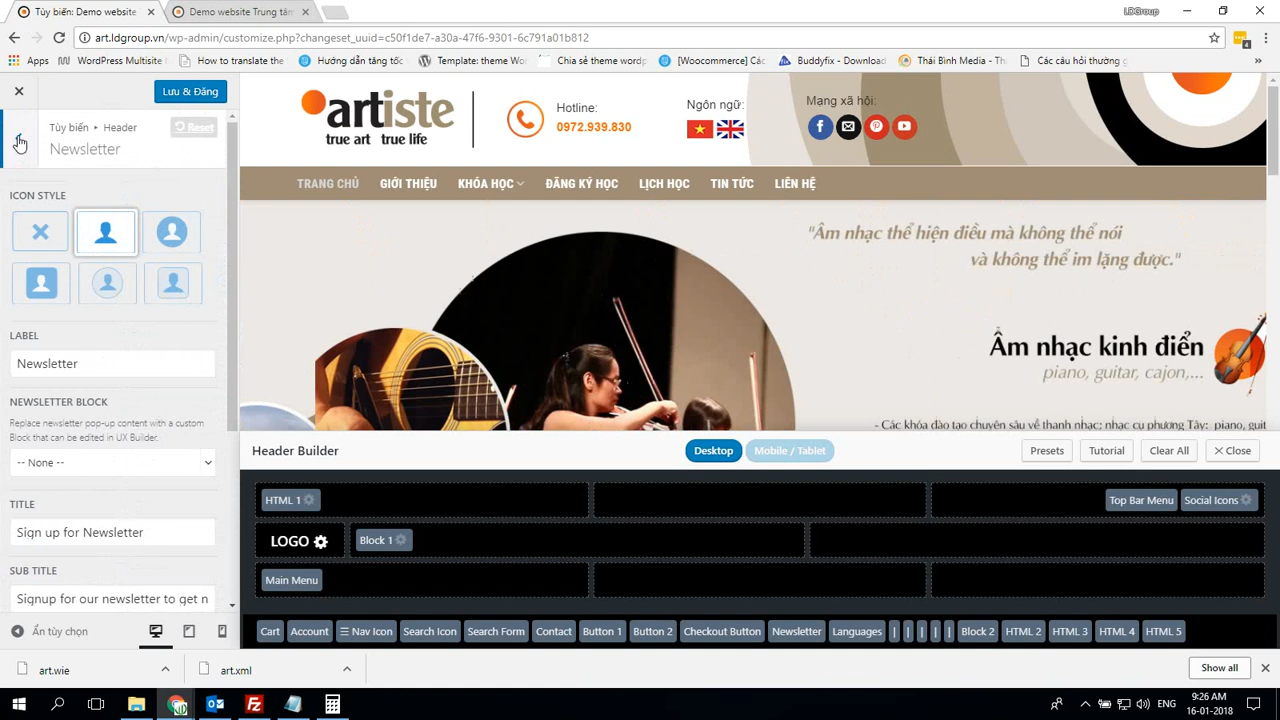 Tùy biến: Demo website
Demo website Trung tâm
LDGroup
art.ldgroup.vn/wp-admin/customize.php?changeset_uuid=c50f1de7-a30a-47f6-9301-6c791a01b812
4
Apps
WordPress Multisite
How to translate the
Hướng dẫn tăng tốc
Template: theme Wo
Chia sẻ theme wordp
[Woocommerce] Các
Buddyfix - Download
Thái Bình Media - Th
Các câu hỏi thường g
»
Lưu & Đăng
Tùy biến ▸ Header
Newsletter
Reset
ICON STYLE
LABEL
Newsletter
NEWSLETTER BLOCK
Replace newsletter pop-up content with a custom
Block that can be edited in UX Builder.
-- None --
TITLE
Sign up for Newsletter
SUB TITLE
Signup for our newsletter to get n
Ẩn tùy chọn
artiste
true art true life
Hotline:
0972.939.830
Ngôn ngữ:
Mạng xã hội:
TRANG CHỦ
GIỚI THIỆU
KHÓA HỌC
ĐĂNG KÝ HỌC
LỊCH HỌC
TIN TỨC
LIÊN HỆ
"Âm nhạc thể hiện điều mà không thể nói
và không thể im lặng được."
Âm nhạc kinh điển
piano, guitar, cajon,...
- Các khóa đào tạo chuyên sâu về thanh nhạc; nhạc cụ phương Tây: piano, guit
Header Builder
Desktop
Mobile / Tablet
Presets
Tutorial
Clear All
× Close
HTML 1
Top Bar Menu
Social Icons
LOGO
Block 1
Main Menu
Cart
Account
☰ Nav Icon
Search Icon
Search Form
Contact
Button 1
Button 2
Checkout Button
Newsletter
Languages
|
|
|
|
|
Block 2
HTML 2
HTML 3
HTML 4
HTML 5
art.wie
art.xml
Show all
9:26 AM
16-01-2018